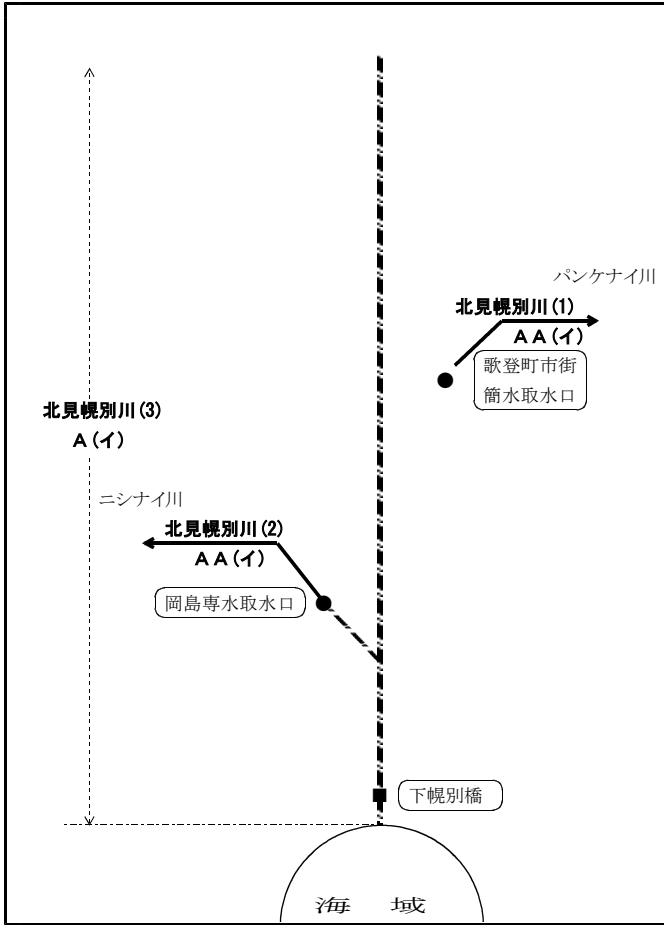 パンケナイ川
北見幌別川(1)
ＡＡ(イ)
歌登町市街
簡水取水口
北見幌別川(3)
Ａ(イ)
ニシナイ川
北見幌別川(2)
ＡＡ(イ)
岡島専水取水口
下幌別橋
海 域